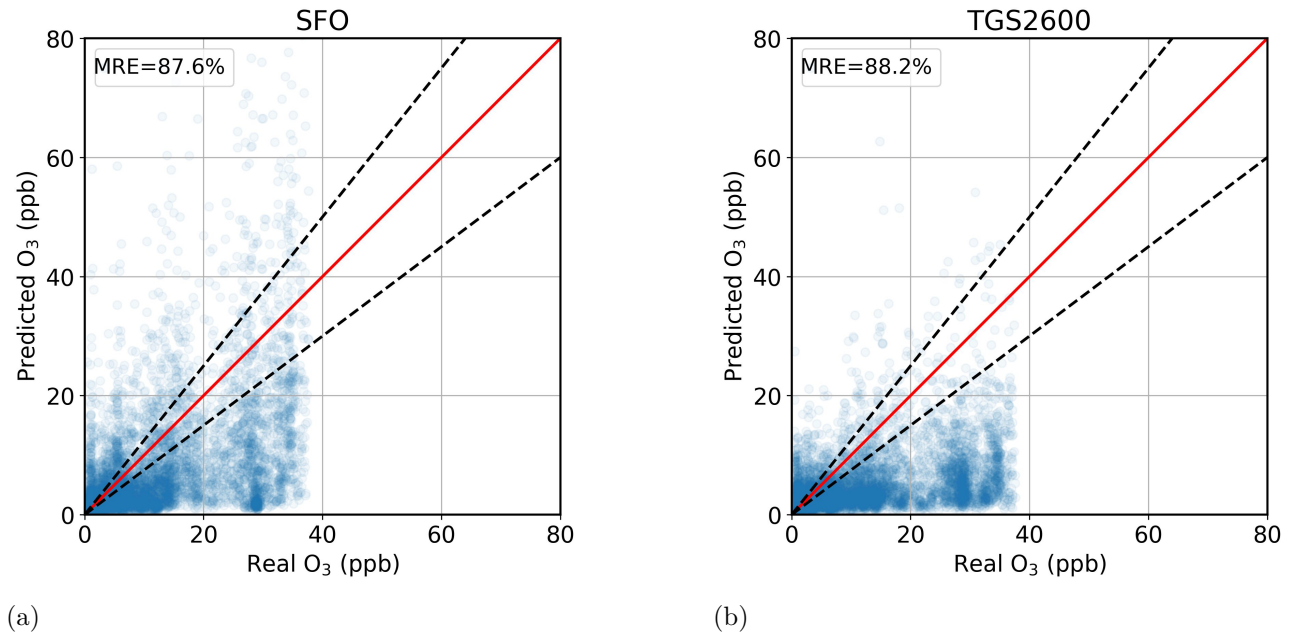 SFO
MRE=87.6%
80
60
40
20
0
0 20 40 60 80
Predicted O₃ (ppb)
Real O₃ (ppb)
(a)
TGS2600
MRE=88.2%
80
60
40
20
0
0 20 40 60 80
Predicted O₃ (ppb)
Real O₃ (ppb)
(b)